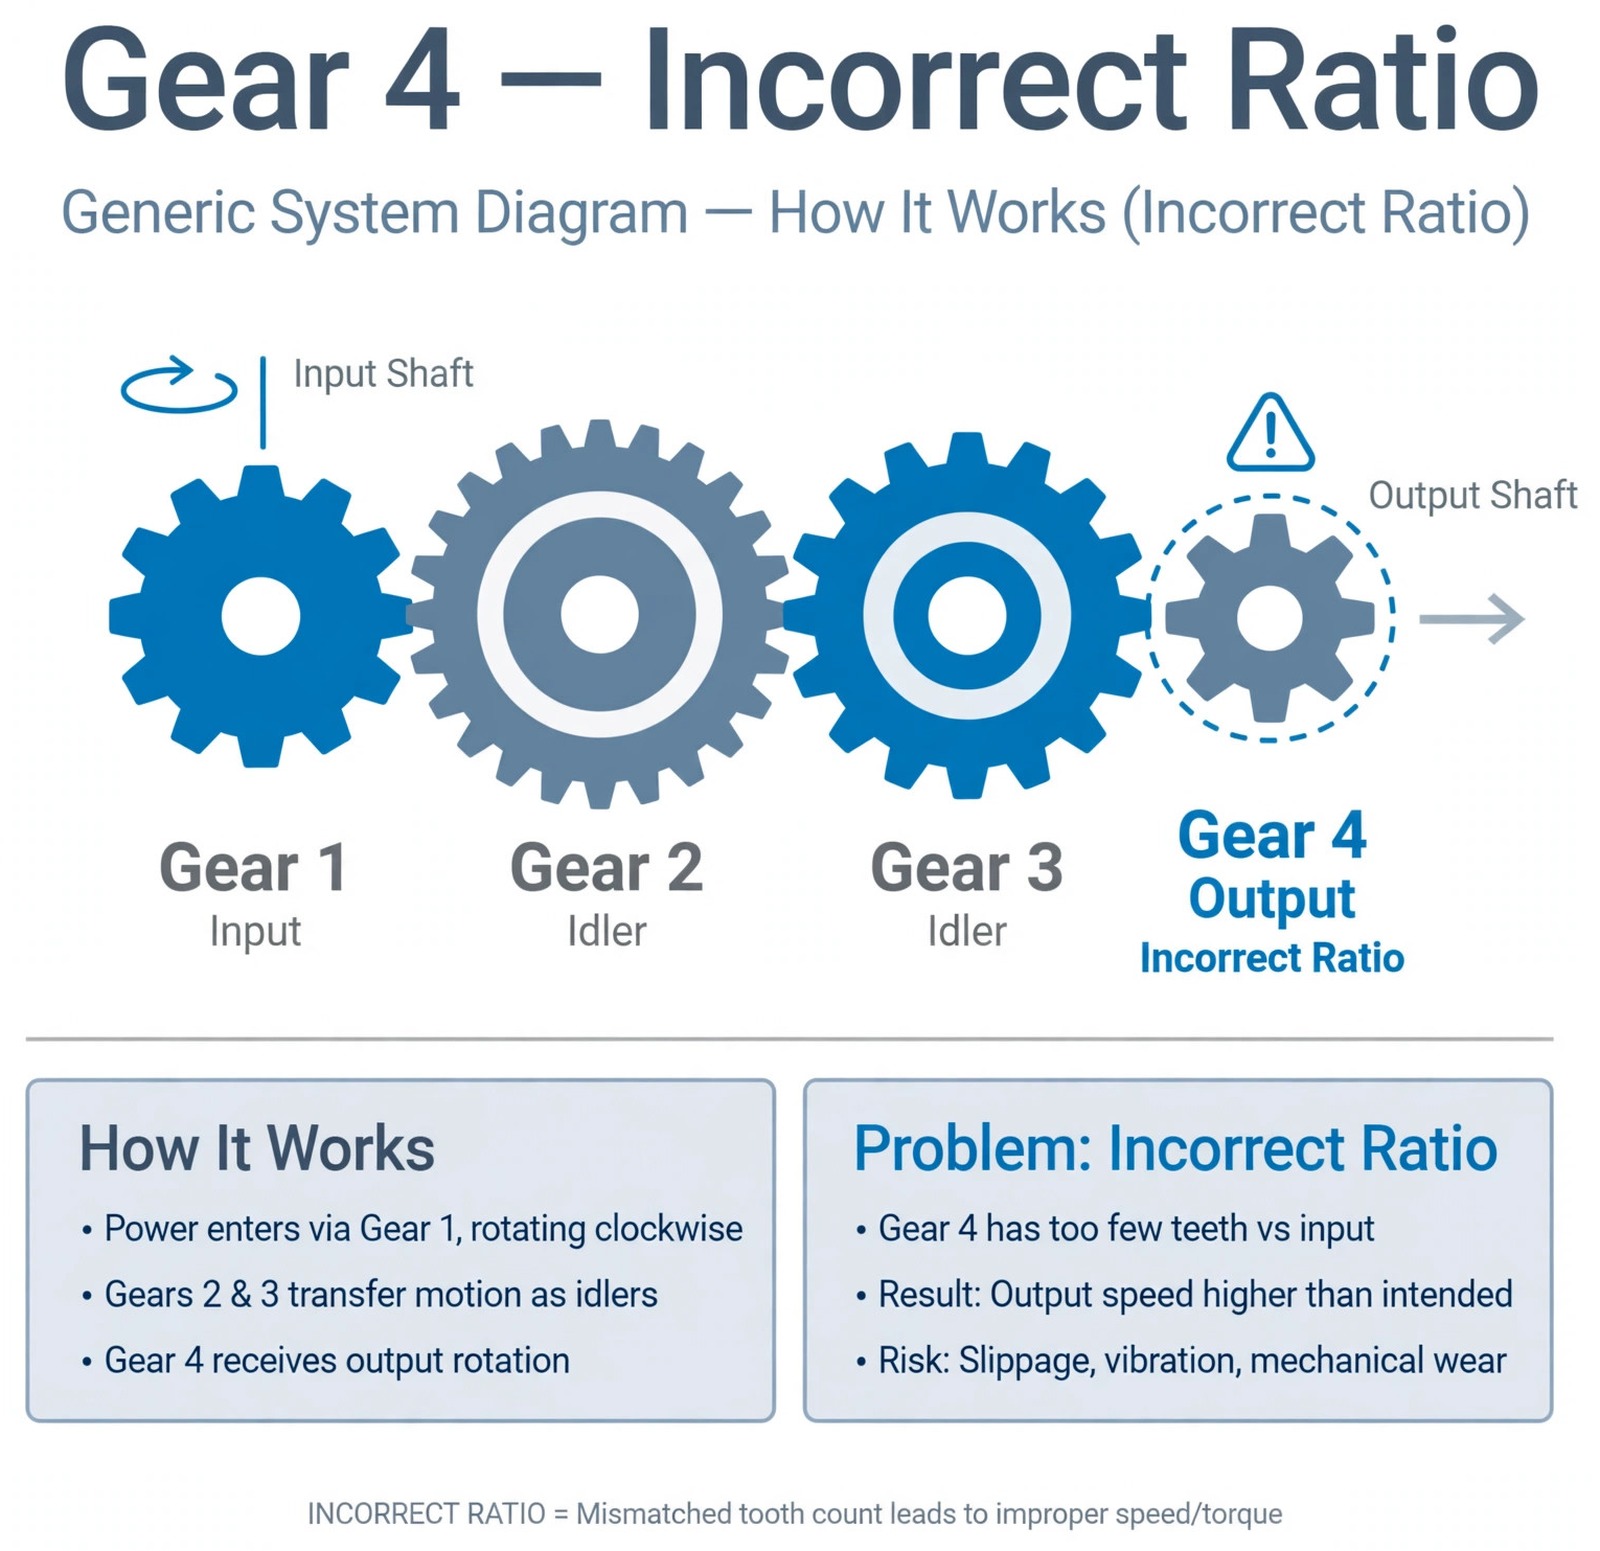 Gear 4 — Incorrect Ratio
Generic System Diagram — How It Works (Incorrect Ratio)
Input Shaft
Output Shaft
Gear 1
Input
Gear 2
Idler
Gear 3
Idler
Gear 4
Output
Incorrect Ratio
How It Works
• Power enters via Gear 1, rotating clockwise
• Gears 2 & 3 transfer motion as idlers
• Gear 4 receives output rotation
Problem: Incorrect Ratio
• Gear 4 has too few teeth vs input
• Result: Output speed higher than intended
• Risk: Slippage, vibration, mechanical wear
INCORRECT RATIO = Mismatched tooth count leads to improper speed/torque